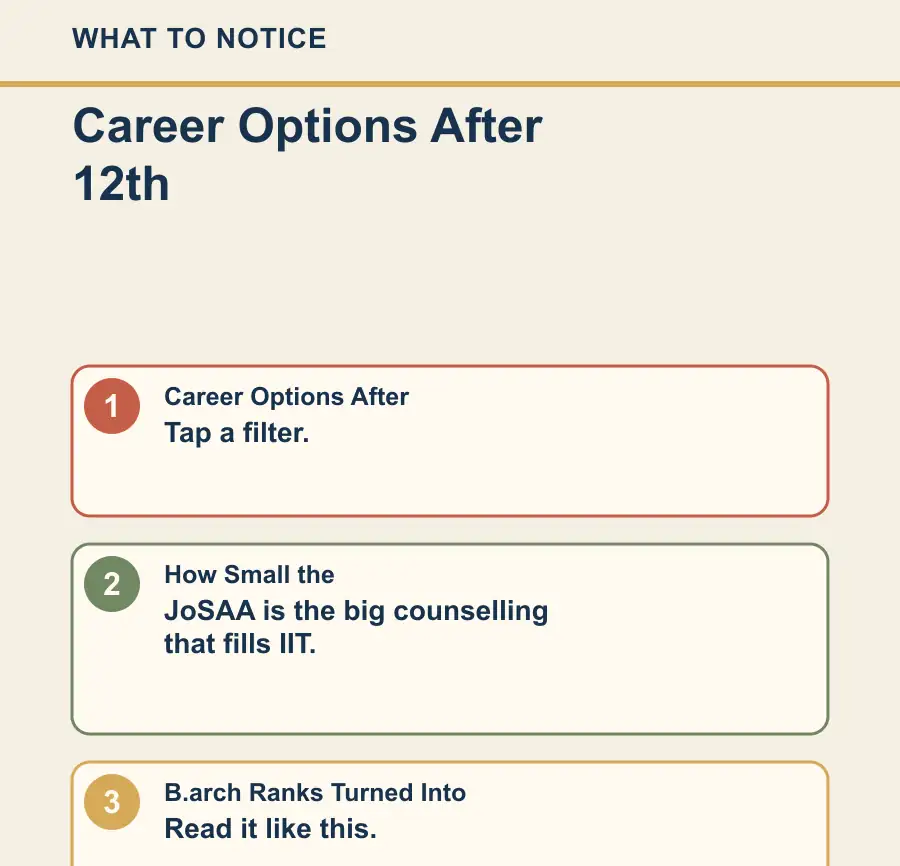 WHAT TO NOTICE
Career Options After
12th
1
Career Options After
Tap a filter.
2
How Small the
JoSAA is the big counselling
that fills IIT.
3
B.arch Ranks Turned Into
Read it like this.